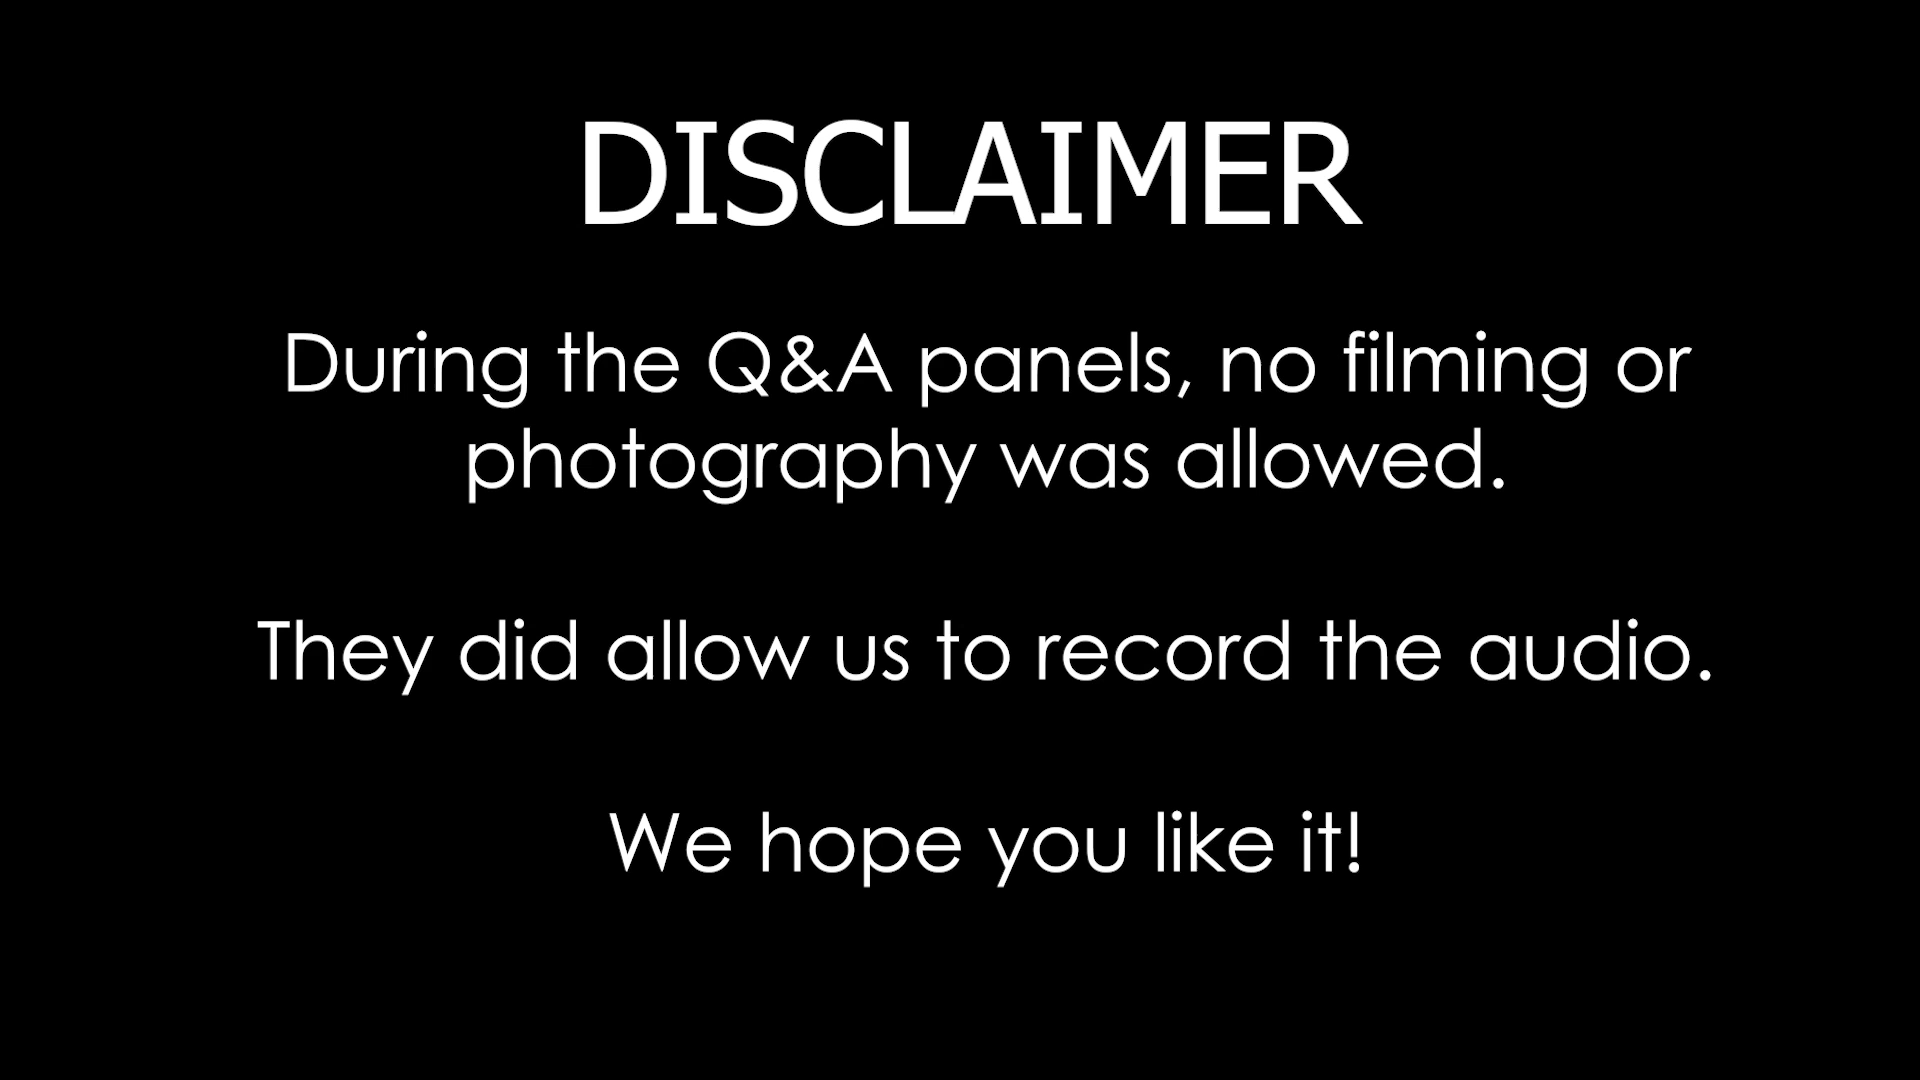 DISCLAIMER
During the Q&A panels, no filming or
photography was allowed.
They did allow us to record the audio.
We hope you like it!